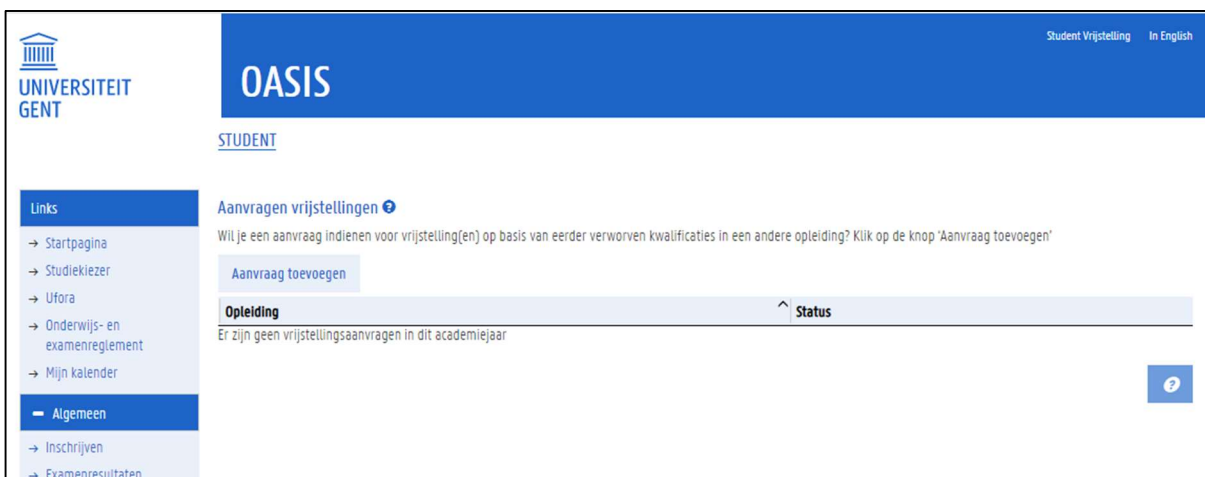 Student Vrijstelling In English
UNIVERSITEIT
GENT
OASIS
STUDENT
Links
→ Startpagina
→ Studiekiezer
→ Ufora
→ Onderwijs- en
examenreglement
→ Mijn kalender
− Algemeen
→ Inschrijven
→ Examenresultaten
Aanvragen vrijstellingen
Wil je een aanvraag indienen voor vrijstelling(en) op basis van eerder verworven kwalificaties in een andere opleiding? Klik op de knop 'Aanvraag toevoegen'
Aanvraag toevoegen
Opleiding Status
Er zijn geen vrijstellingsaanvragen in dit academiejaar